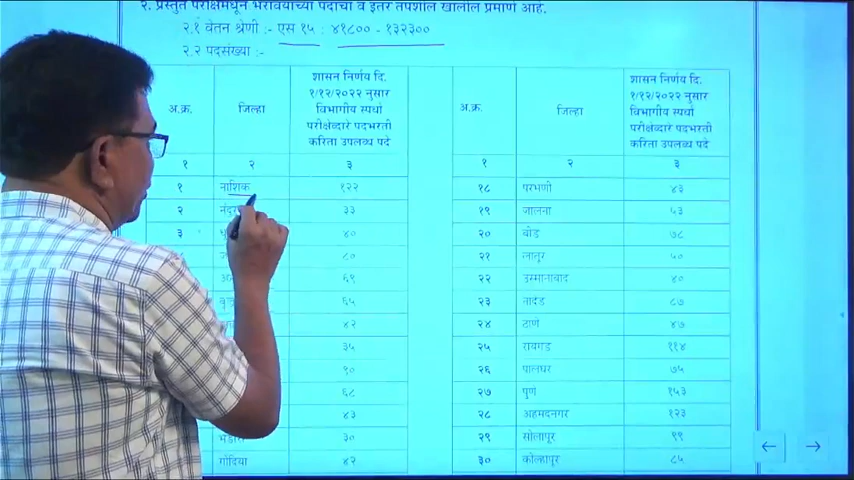 २. प्रस्तुत परीक्षेमधून भरावयाच्या पदाचा व इतर तपशील खालील प्रमाणे आहे.
२.१ वेतन श्रेणी :- एस १५ : ४१८०० - १३२३००
२.२ पदसंख्या :-
अ.क्र. जिल्हा शासन निर्णय दि. १/१२/२०२२ नुसार विभागीय स्पर्धा परीक्षेव्दारे पदभरती करिता उपलब्ध पदे अ.क्र. जिल्हा शासन निर्णय दि. १/१२/२०२२ नुसार विभागीय स्पर्धा परीक्षेव्दारे पदभरती करिता उपलब्ध पदे
१ २ ३ १ २ ३
१ नाशिक १२२ १८ परभणी ४३
२ ३३ १९ जालना ५३
३ ४० २० बीड ७८
८० २१ लातूर ५०
६९ २२ उस्मानाबाद ४०
६५ २३ नांदेड ८७
४२ २४ ठाणे ४७
३५ २५ रायगड ११४
९० २६ पालघर ७५
६८ २७ पुणे १५३
४३ २८ अहमदनगर १२३
भंडारा ३० २९ सोलापूर ९९
गोंदिया ४२ ३० कोल्हापूर ८५